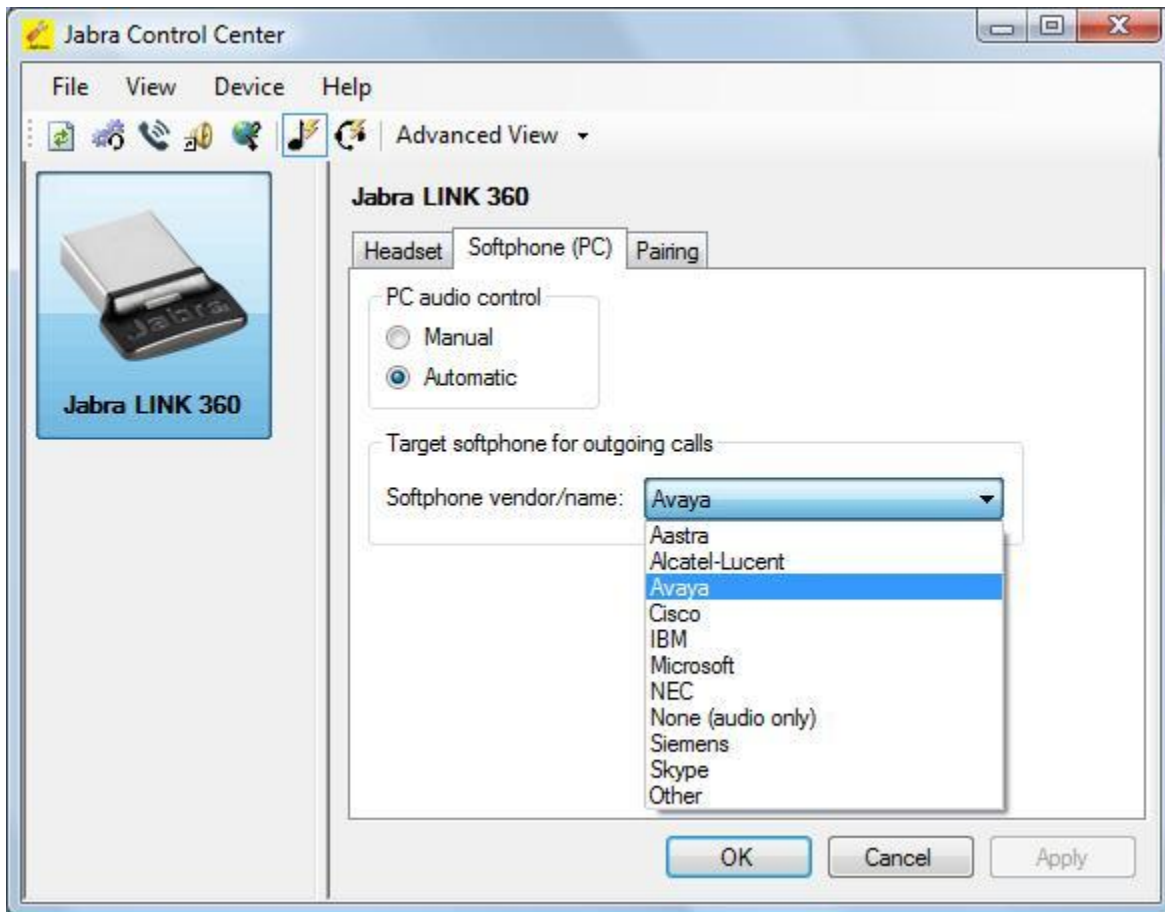 Jabra Control Center
File View Device Help
Advanced View
Jabra
Jabra LINK 360
Jabra LINK 360
Headset Softphone (PC) Pairing
PC audio control
Manual
Automatic
Target softphone for outgoing calls
Softphone vendor/name: Avaya
Aastra
Alcatel-Lucent
Avaya
Cisco
IBM
Microsoft
NEC
None (audio only)
Siemens
Skype
Other
OK Cancel Apply